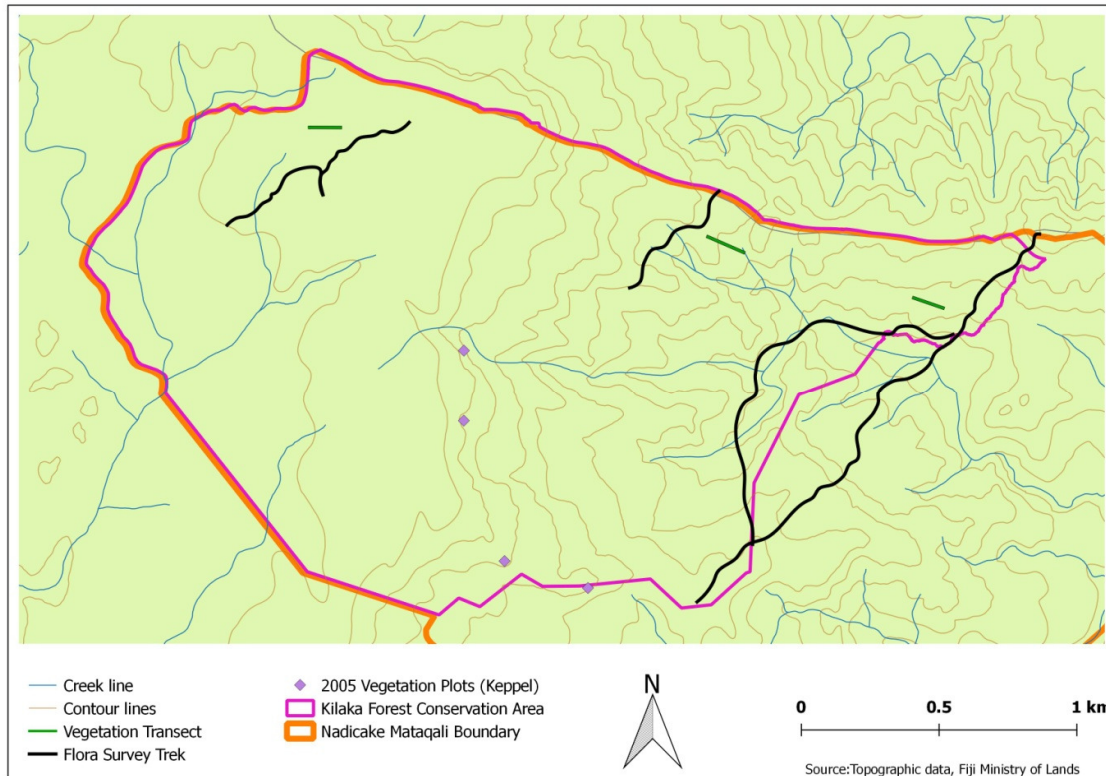 Creek line
Contour lines
Vegetation Transect
Flora Survey Trek
2005 Vegetation Plots (Keppel)
Kilaka Forest Conservation Area
Nadicake Mataqali Boundary
N
0 0.5 1 km
Source:Topographic data, Fiji Ministry of Lands